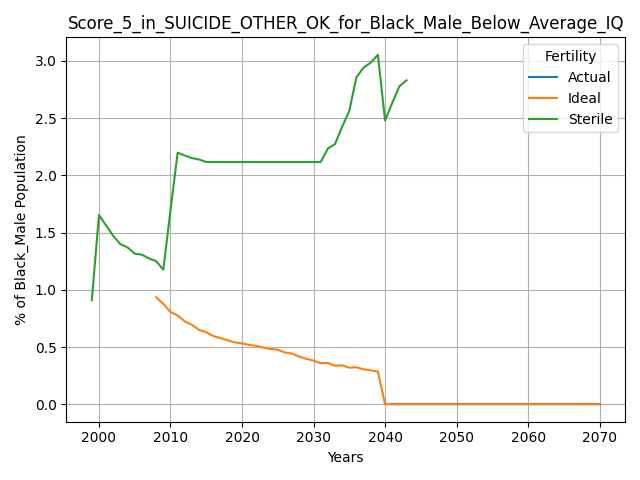 Score_5_in_SUICIDE_OTHER_OK_for_Black_Male_Below_Average_IQ
Fertility
Actual
Ideal
Sterile
% of Black_Male Population
3.0
2.5
2.0
1.5
1.0
0.5
0.0
2000 2010 2020 2030 2040 2050 2060 2070
Years